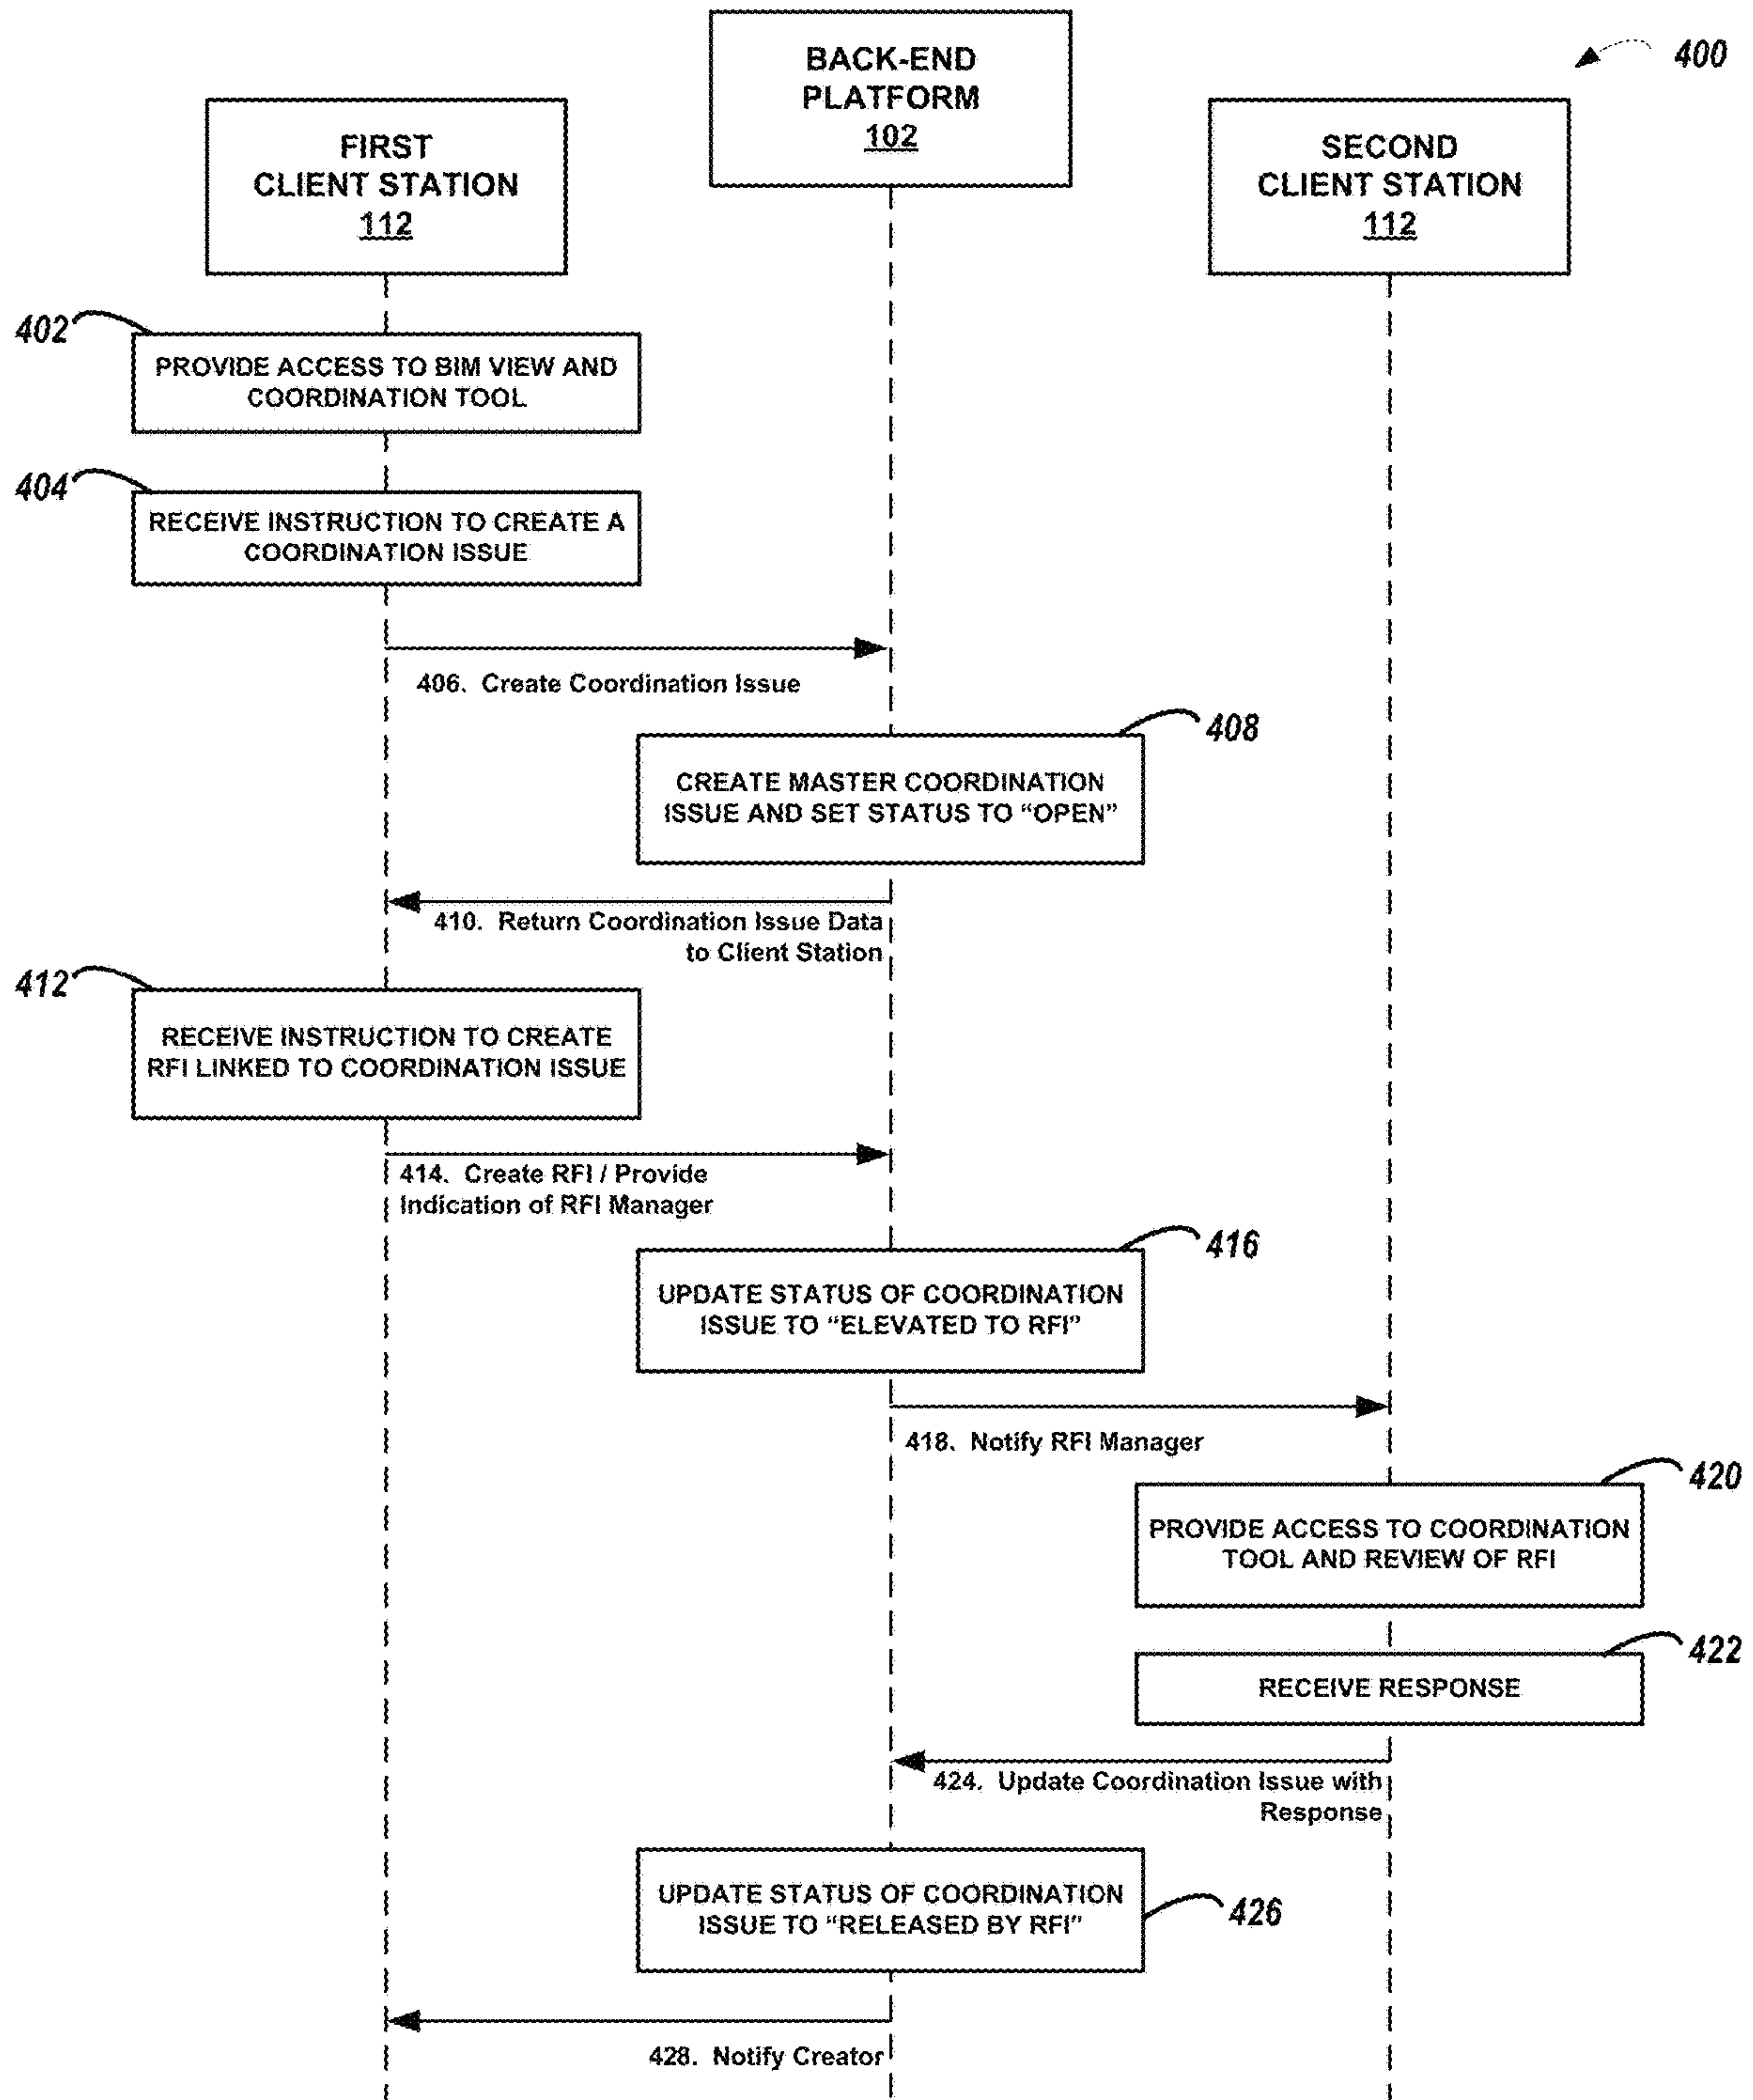 BACK-END
PLATFORM
102
400
FIRST
CLIENT STATION
112
SECOND
CLIENT STATION
112
402
PROVIDE ACCESS TO BIM VIEW AND
COORDINATION TOOL
404
RECEIVE INSTRUCTION TO CREATE A
COORDINATION ISSUE
406. Create Coordination Issue
408
CREATE MASTER COORDINATION
ISSUE AND SET STATUS TO “OPEN”
410. Return Coordination Issue Data
to Client Station
412
RECEIVE INSTRUCTION TO CREATE
RFI LINKED TO COORDINATION ISSUE
414. Create RFI / Provide
Indication of RFI Manager
416
UPDATE STATUS OF COORDINATION
ISSUE TO “ELEVATED TO RFI”
418. Notify RFI Manager
420
PROVIDE ACCESS TO COORDINATION
TOOL AND REVIEW OF RFI
422
RECEIVE RESPONSE
424. Update Coordination Issue with
Response
UPDATE STATUS OF COORDINATION
ISSUE TO “RELEASED BY RFI”
426
428. Notify Creator